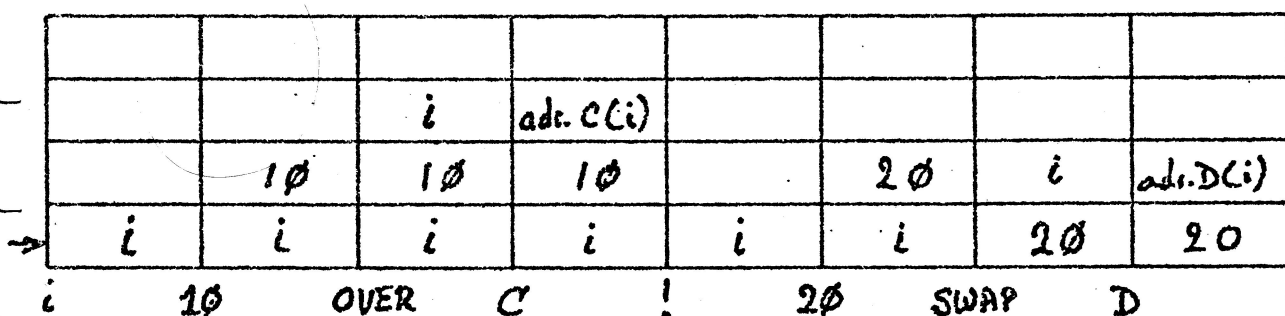 i adr. C(i)
10 10 10 20 i adr. D(i)
i i i i i i 20 20
i 10 OVER C ! 20 SWAP D